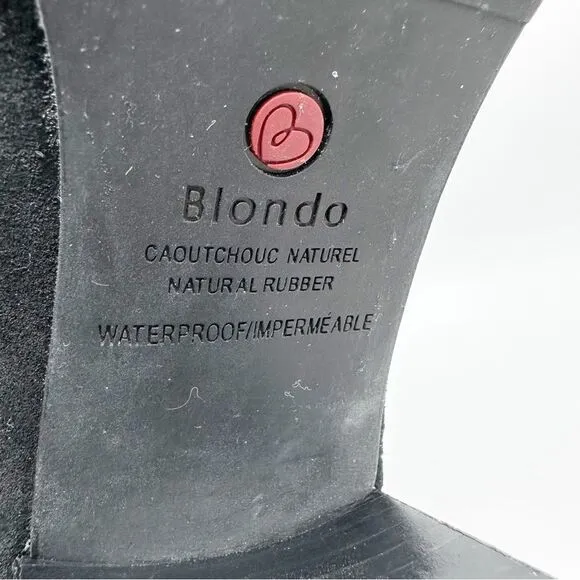 Blondo
CAOUTCHOUC NATUREL
NATURAL RUBBER
WATERPROOF/IMPERMÉABLE